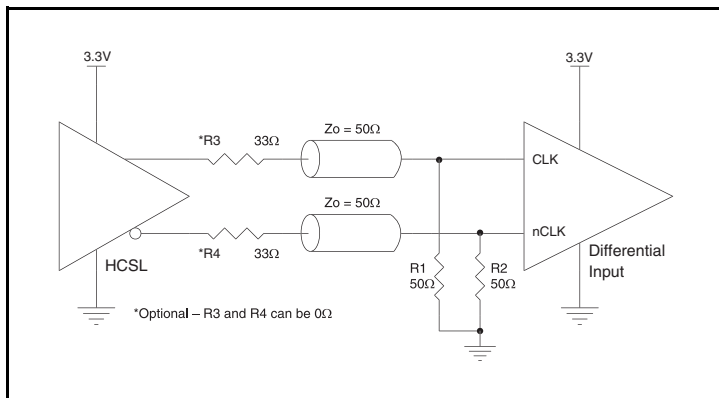 3.3V
3.3V
*R3 33Ω
Zo = 50Ω
CLK
Zo = 50Ω
nCLK
*R4 33Ω
HCSL
R1
50Ω
R2
50Ω
Differential
Input
*Optional – R3 and R4 can be 0Ω